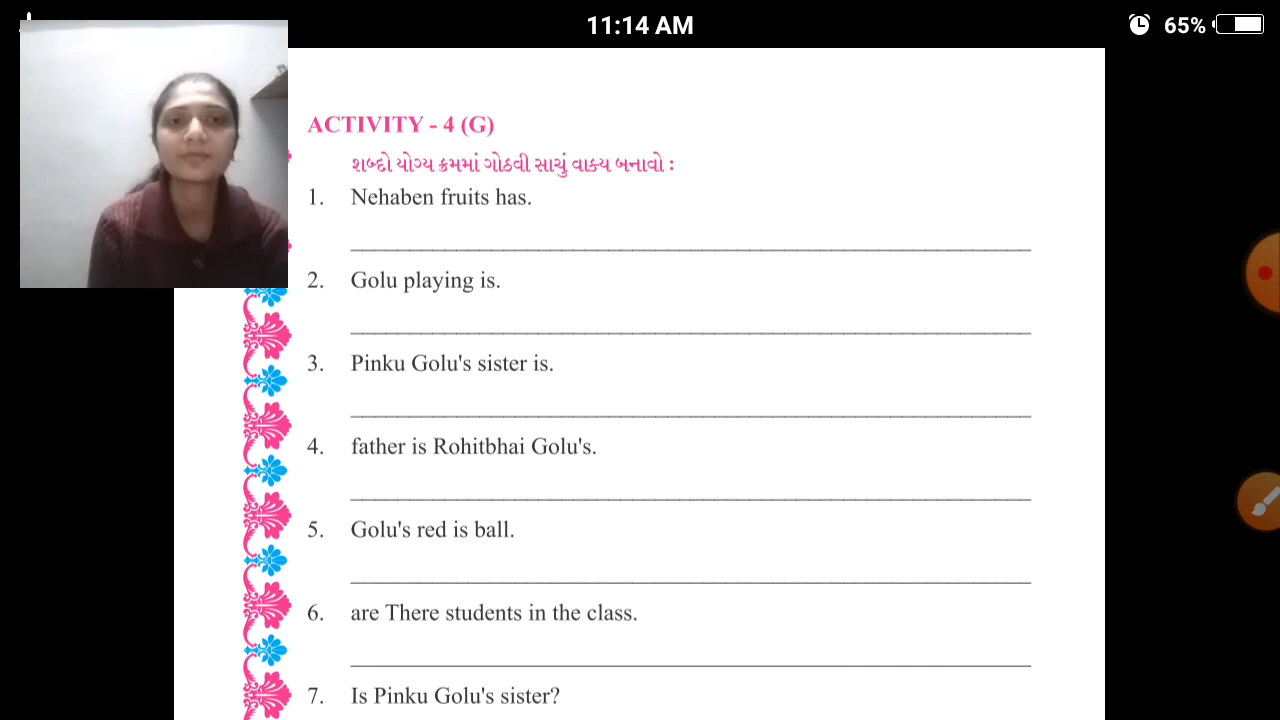 11:14 AM
65%
ACTIVITY - 4 (G)
શબ્દો યોગ્ય ક્રમમાં ગોઠવી સાચું વાક્ય બનાવો :
1. Nehaben fruits has.
2. Golu playing is.
3. Pinku Golu's sister is.
4. father is Rohitbhai Golu's.
5. Golu's red is ball.
6. are There students in the class.
7. Is Pinku Golu's sister?